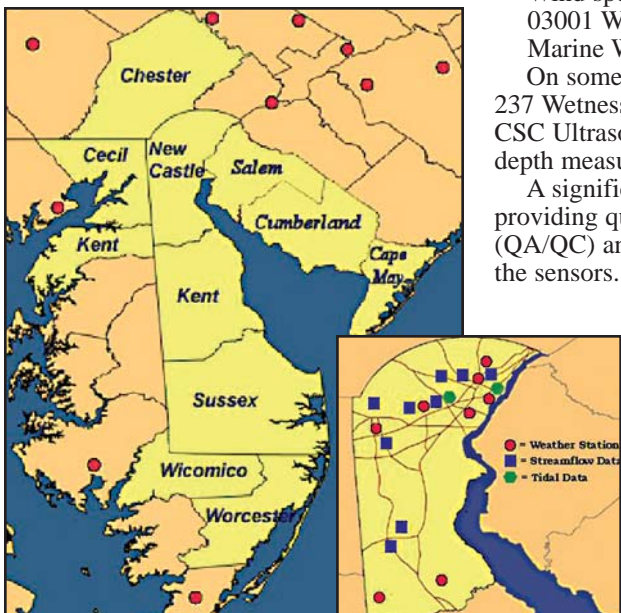 Wind sp
03001 W
Marine W
On some
237 Wetness
CSC Ultraso
depth measu
A signific
providing qu
(QA/QC) an
the sensors.
Chester
Cecil
New
Castle
Salem
Cumberland
Kent
Cape
May
Kent
Sussex
Wicomico
Worcester
= Weather Station
= Streamflow Data
= Tidal Data